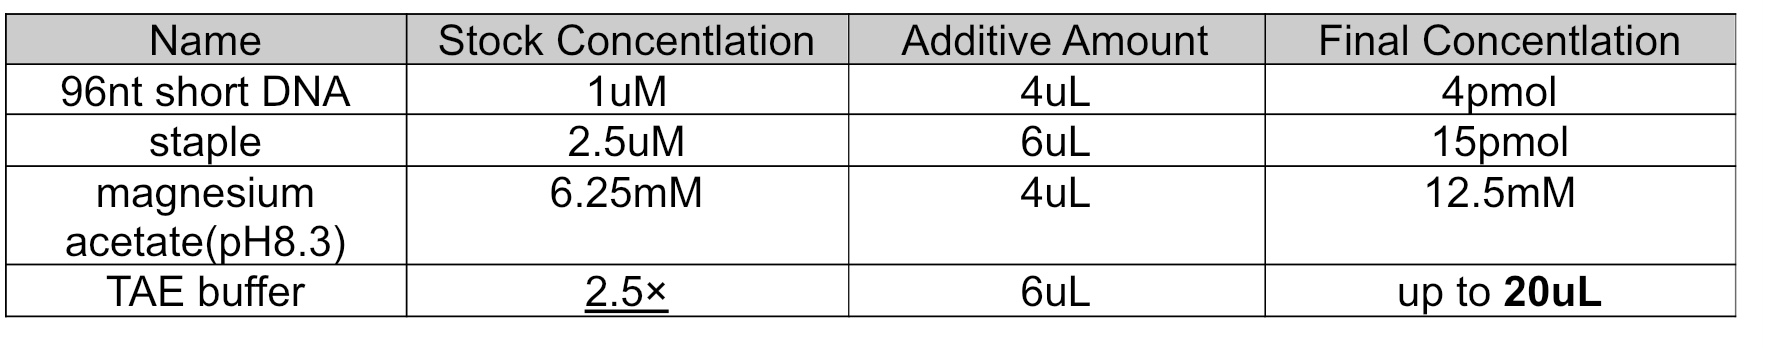 Name Stock Concentlation Additive Amount Final Concentlation
96nt short DNA 1uM 4uL 4pmol
staple 2.5uM 6uL 15pmol
magnesium 6.25mM 4uL 12.5mM
acetate(pH8.3)
TAE buffer 2.5× 6uL up to 20uL